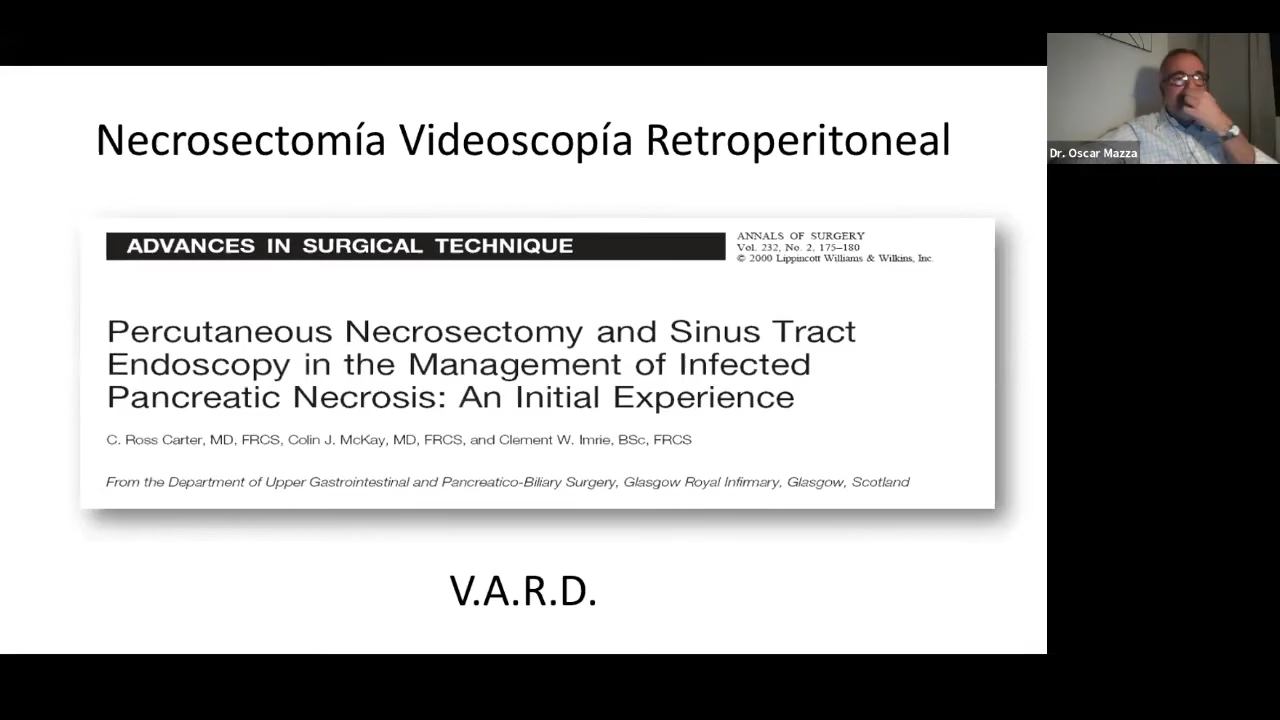 Necrosectomía Videoscopía Retroperitoneal
ADVANCES IN SURGICAL TECHNIQUE
ANNALS OF SURGERY
Vol. 232, No. 2, 175–180
© 2000 Lippincott Williams & Wilkins, Inc.
Percutaneous Necrosectomy and Sinus Tract
Endoscopy in the Management of Infected
Pancreatic Necrosis: An Initial Experience
C. Ross Carter, MD, FRCS, Colin J. McKay, MD, FRCS, and Clement W. Imrie, BSc, FRCS
From the Department of Upper Gastrointestinal and Pancreatico-Biliary Surgery, Glasgow Royal Infirmary, Glasgow, Scotland
V.A.R.D.
Dr. Oscar Mazza